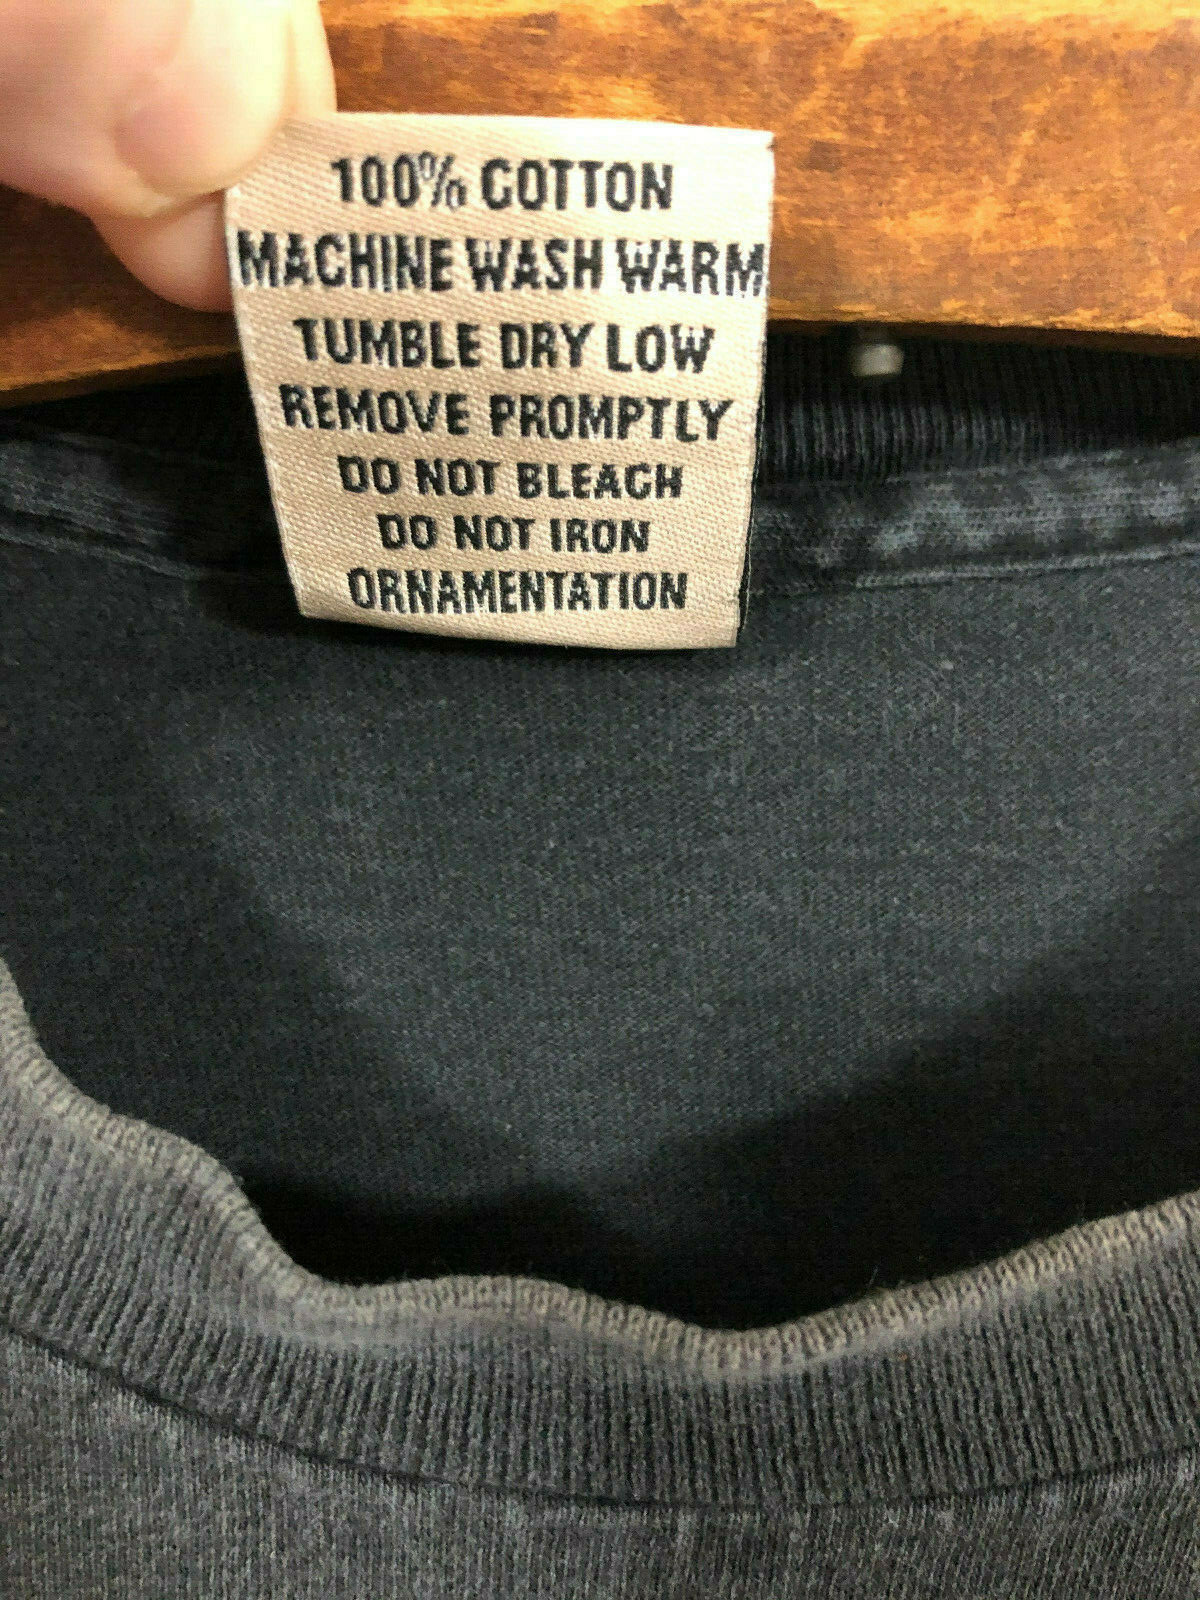 100% COTTON
MACHINE WASH WARM
TUMBLE DRY LOW
REMOVE PROMPTLY
DO NOT BLEACH
DO NOT IRON
ORNAMENTATION